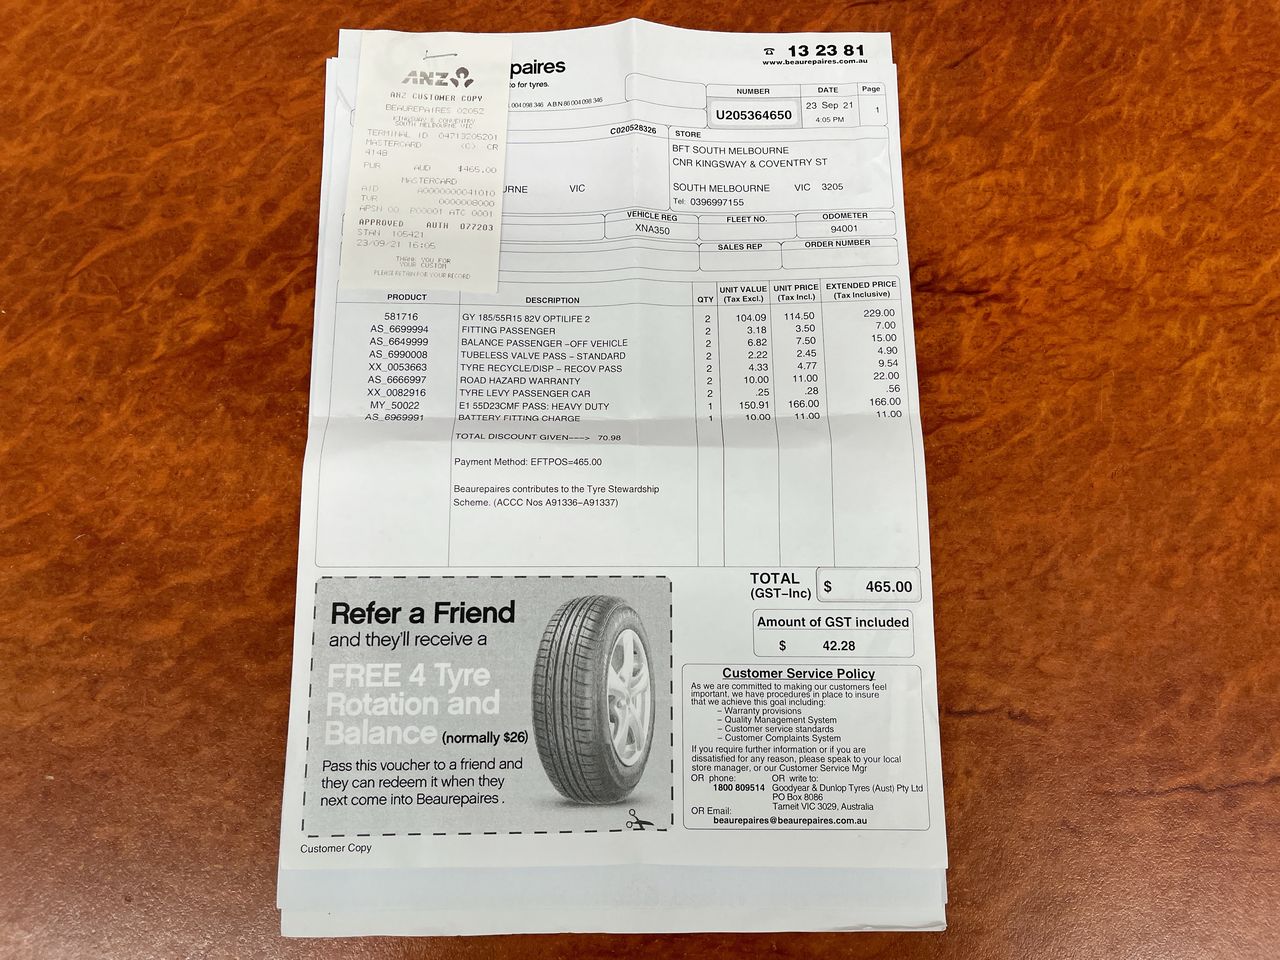 ANZ
ANZ CUSTOMER COPY
BEAUREPAIRES 02052
KINGSWAY & COVENTRY
SOUTH MELBOURNE VIC
TERMINAL ID 04713205201
MASTERCARD (C) CR
4148
PUR AUD $465.00
MASTERCARD
AID A0000000041010
TVR 0000008000
APSN 00 ATC 0001
APPROVED AUTH 077203
STAN 105421
23/09/21 16:05
THANK YOU FOR
YOUR CUSTOM
PLEASE RETAIN FOR YOUR RECORD
paires
to for tyres.
004 098 346 A.B.N 86 004 098 346
☎ 13 23 81
www.beaurepaires.com.au
NUMBER DATE Page
U205364650 23 Sep 21 1
4:05 PM
C020528326 STORE
BFT SOUTH MELBOURNE
CNR KINGSWAY & COVENTRY ST
URNE VIC SOUTH MELBOURNE VIC 3205
Tel: 0396997155
VEHICLE REG FLEET NO. ODOMETER
XNA350 94001
SALES REP ORDER NUMBER
PRODUCT DESCRIPTION QTY UNIT VALUE (Tax Excl.) UNIT PRICE (Tax Incl.) EXTENDED PRICE (Tax Inclusive)
581716 GY 185/55R15 82V OPTILIFE 2 2 104.09 114.50 229.00
AS_6699994 FITTING PASSENGER 2 3.18 3.50 7.00
AS_6649999 BALANCE PASSENGER -OFF VEHICLE 2 6.82 7.50 15.00
AS_6990008 TUBELESS VALVE PASS - STANDARD 2 2.22 2.45 4.90
XX_0053663 TYRE RECYCLE/DISP - RECOV PASS 2 4.33 4.77 9.54
AS_6666997 ROAD HAZARD WARRANTY 2 10.00 11.00 22.00
XX_0082916 TYRE LEVY PASSENGER CAR 2 .25 .28 .56
MY_50022 E1 55D23CMF PASS: HEAVY DUTY 1 150.91 166.00 166.00
AS_6969991 BATTERY FITTING CHARGE 1 10.00 11.00 11.00
TOTAL DISCOUNT GIVEN---> 70.98
Payment Method: EFTPOS=465.00
Beaurepaires contributes to the Tyre Stewardship
Scheme. (ACCC Nos A91336-A91337)
TOTAL
(GST-Inc) $ 465.00
Amount of GST included
$ 42.28
Refer a Friend
and they'll receive a
FREE 4 Tyre
Rotation and
Balance (normally $26)
Pass this voucher to a friend and
they can redeem it when they
next come into Beaurepaires.
Customer Service Policy
As we are committed to making our customers feel
important, we have procedures in place to insure
that we achieve this goal including:
- Warranty provisions
- Quality Management System
- Customer service standards
- Customer Complaints System
If you require further information or if you are
dissatisfied for any reason, please speak to your local
store manager, or our Customer Service Mgr
OR phone: OR write to:
1800 809514 Goodyear & Dunlop Tyres (Aust) Pty Ltd
PO Box 8086
Tarneit VIC 3029, Australia
OR Email:
beaurepaires@beaurepaires.com.au
Customer Copy